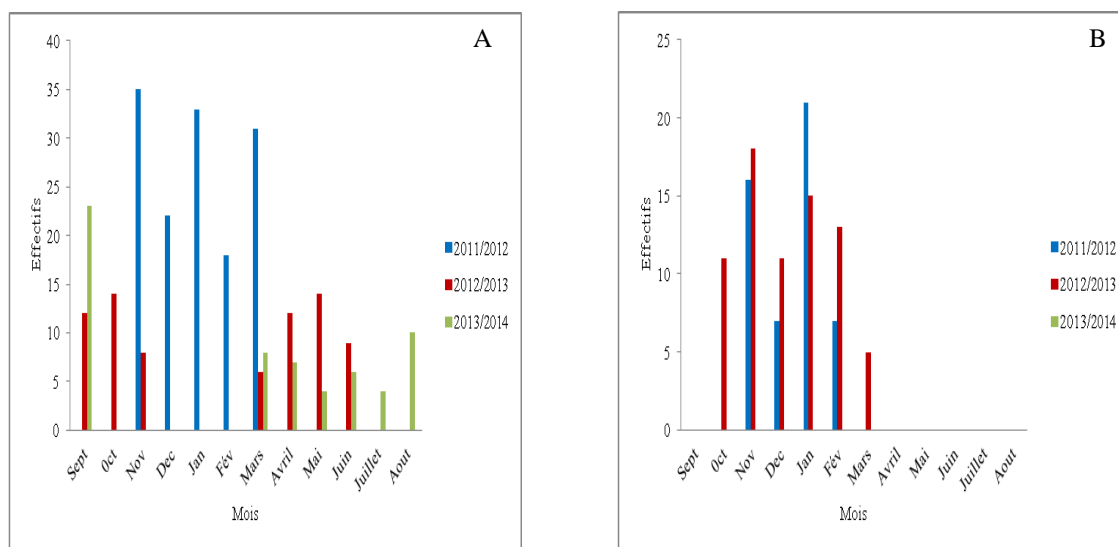 A
40
35
30
25
20
15
10
5
0
Effectifs
Sept
0ct
Nov
Dec
Jan
Fév
Mars
Avril
Mai
Juin
Juillet
Aout
Mois
2011/2012
2012/2013
2013/2014
B
25
20
15
10
5
0
Effectifs
Sept
0ct
Nov
Dec
Jan
Fév
Mars
Avril
Mai
Juin
Juillet
Aout
Mois
2011/2012
2012/2013
2013/2014